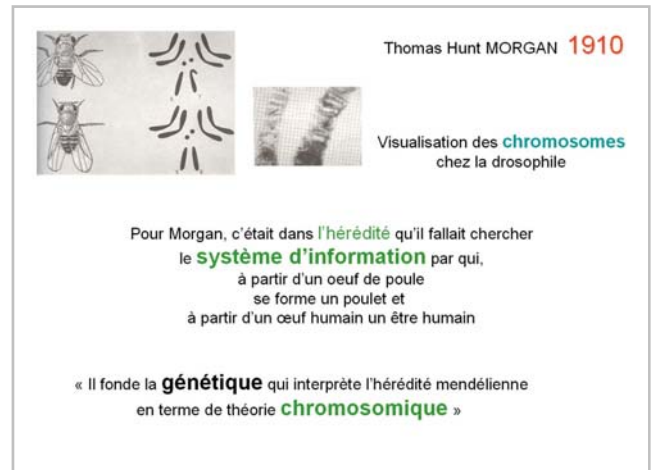 Thomas Hunt MORGAN 1910
Visualisation des chromosomes
chez la drosophile
Pour Morgan, c'était dans l'hérédité qu'il fallait chercher
le système d'information par qui,
à partir d'un oeuf de poule
se forme un poulet et
à partir d'un œuf humain un être humain
« Il fonde la génétique qui interprète l'hérédité mendélienne
en terme de théorie chromosomique »